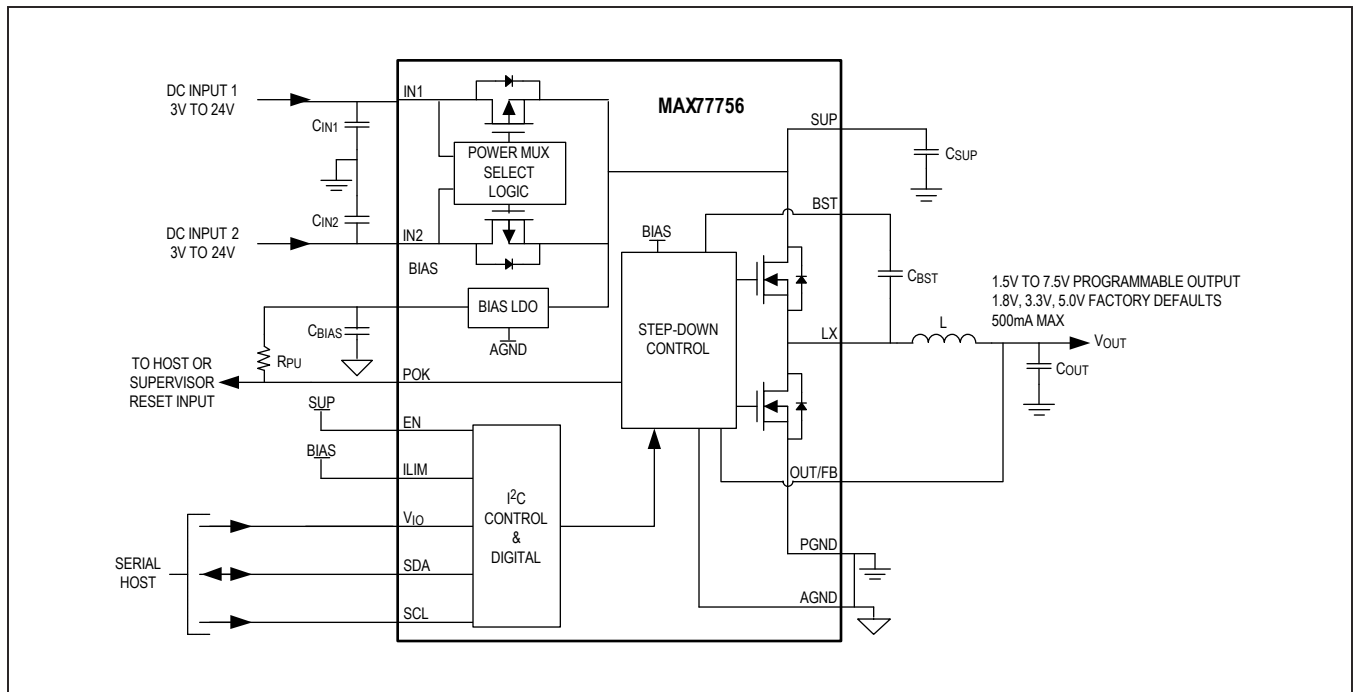 DC INPUT 1
3V TO 24V
CIN1
IN1
MAX77756
SUP
CSUP
POWER MUX
SELECT
LOGIC
CIN2
DC INPUT 2
3V TO 24V
IN2
BIAS
BIAS
BST
CBST
1.5V TO 7.5V PROGRAMMABLE OUTPUT
1.8V, 3.3V, 5.0V FACTORY DEFAULTS
500mA MAX
BIAS LDO
AGND
CBIAS
RPU
STEP-DOWN
CONTROL
LX
L
VOUT
COUT
TO HOST OR
SUPERVISOR
RESET INPUT
POK
SUP
EN
BIAS
ILIM
OUT/FB
I2C
CONTROL
&
DIGITAL
VIO
SERIAL
HOST
SDA
SCL
PGND
AGND